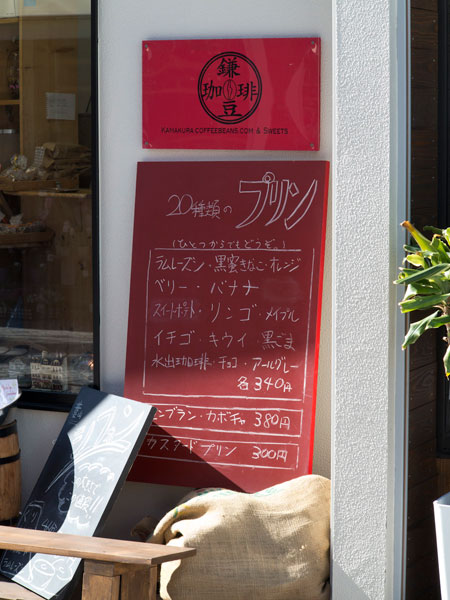 鎌
珈琲
豆
KAMAKURA.COFFEEBEANS.COM & SWEETS
20種類の プリン
(ひとつからでもどうぞ。)
ラムレーズン・黒蜜きなこ・オレンジ
ベリー・バナナ
スイートポテト・リンゴ・メイプル
イチゴ・キウイ・黒ごま
水出珈琲・チョコ・アールグレー
各340円
モンブラン・カボチャ 380円
カスタードプリン 300円